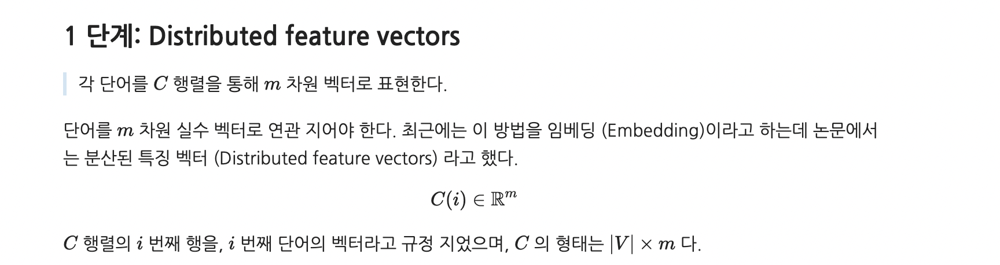 1 단계: Distributed feature vectors
각 단어를 C 행렬을 통해 m 차원 벡터로 표현한다.
단어를 m 차원 실수 벡터로 연관 지어야 한다. 최근에는 이 방법을 임베딩 (Embedding)이라고 하는데 논문에서
는 분산된 특징 벡터 (Distributed feature vectors) 라고 했다.
C(i) ∈ ℝᵐ
C 행렬의 i 번째 행을, i 번째 단어의 벡터라고 규정 지었으며, C 의 형태는 |V| × m 다.